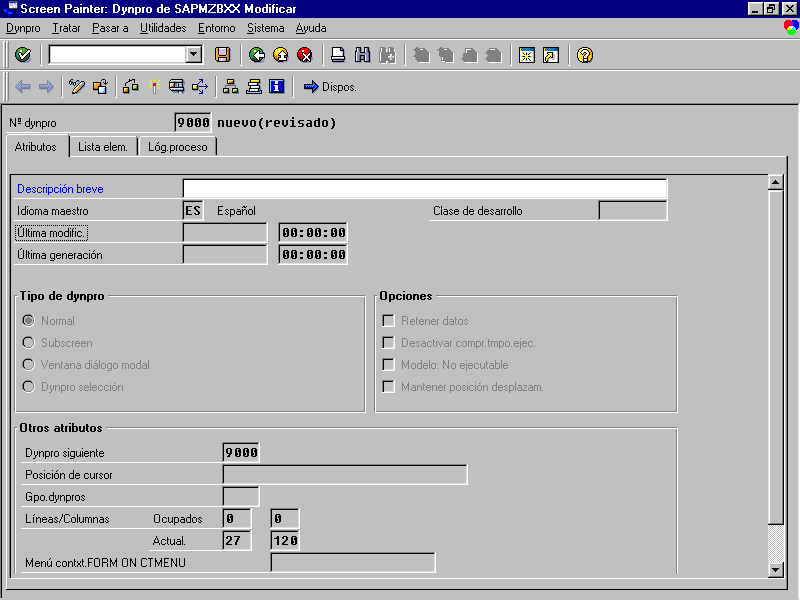 Screen Painter: Dynpro de SAPMZBXX Modificar
Dynpro Tratar Pasar a Utilidades Entorno Sistema Ayuda
Dispos.
Nº dynpro 9000 nuevo(revisado)
Atributos Lista elem. Lóg.proceso
Descripción breve
Idioma maestro ES Español Clase de desarrollo
Última modific. 00:00:00
Última generación 00:00:00
Tipo de dynpro Opciones
Normal Retener datos
Subscreen Desactivar compr.tmpo.ejec.
Ventana diálogo modal Modelo: No ejecutable
Dynpro selección Mantener posición desplazam.
Otros atributos
Dynpro siguiente 9000
Posición de cursor
Gpo.dynpros
Líneas/Columnas Ocupados 0 0
Actual. 27 120
Menú contxt.FORM ON CTMENU